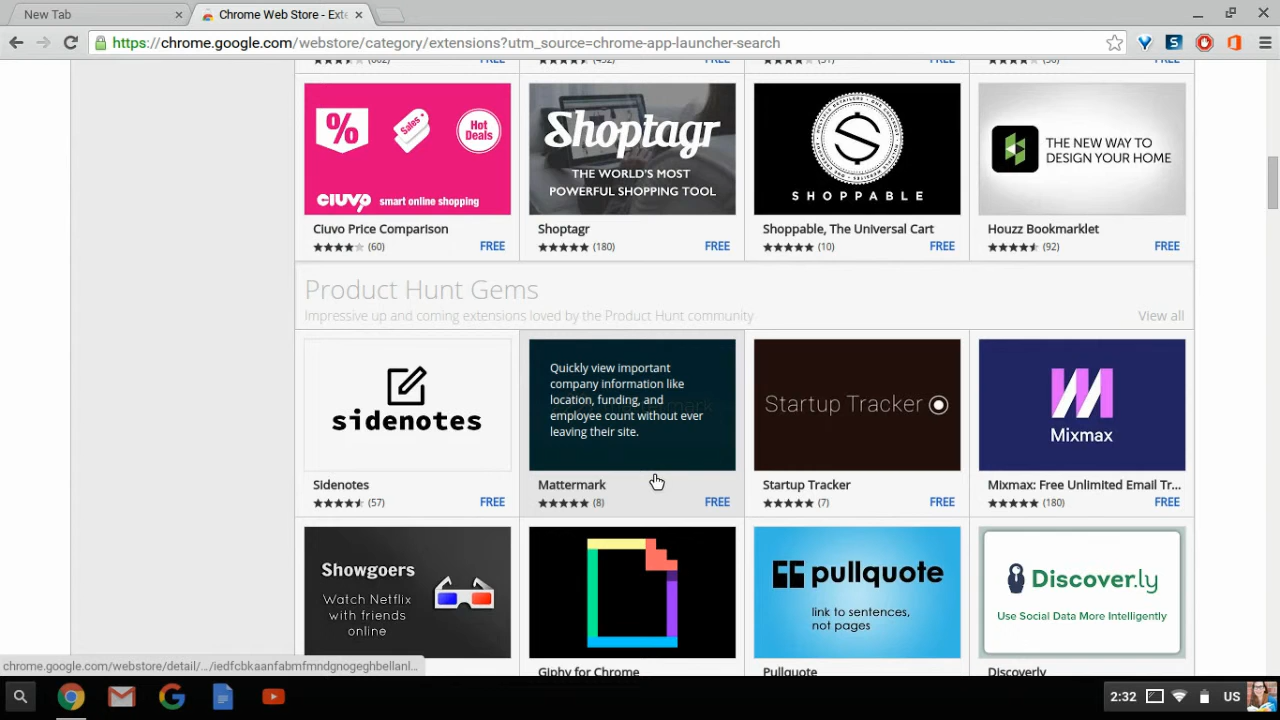 New Tab
Chrome Web Store - Exte
https://chrome.google.com/webstore/category/extensions?utm_source=chrome-app-launcher-search
FREE FREE FREE FREE
%
Sales
Hot
Deals
ciuvo smart online shopping
Shoptagr
THE WORLD'S MOST
POWERFUL SHOPPING TOOL
SHOPPABLE
THE NEW WAY TO
DESIGN YOUR HOME
Ciuvo Price Comparison
(60) FREE
Shoptagr
(180) FREE
Shoppable, The Universal Cart
(10) FREE
Houzz Bookmarklet
(92) FREE
Product Hunt Gems
Impressive up and coming extensions loved by the Product Hunt community
View all
sidenotes
Quickly view important
company information like
location, funding, and
employee count without ever
leaving their site.
Startup Tracker
Mixmax
Sidenotes
(57) FREE
Mattermark
(8) FREE
Startup Tracker
(7) FREE
Mixmax: Free Unlimited Email Tr...
(180) FREE
Showgoers
Watch Netflix
with friends
online
pullquote
link to sentences,
not pages
Discover.ly
Use Social Data More Intelligently
Giphy for Chrome
Pullquote
Discoverly
chrome.google.com/webstore/detail/.../iedfcbkaanfabmfmndgnogeghbellanl...
2:32
US